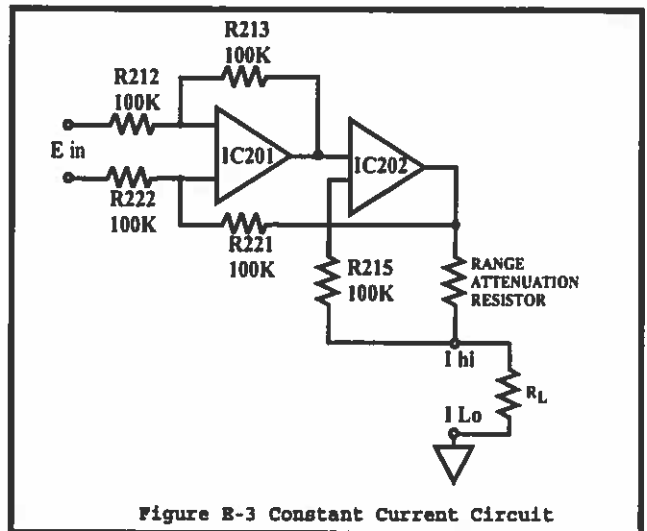 R213
100K
R212
100K
E in
IC201
IC202
R222
100K
R221
100K
R215
100K
RANGE
ATTENUATION
RESISTOR
I hi
RL
I Lo
Figure E-3 Constant Current Circuit